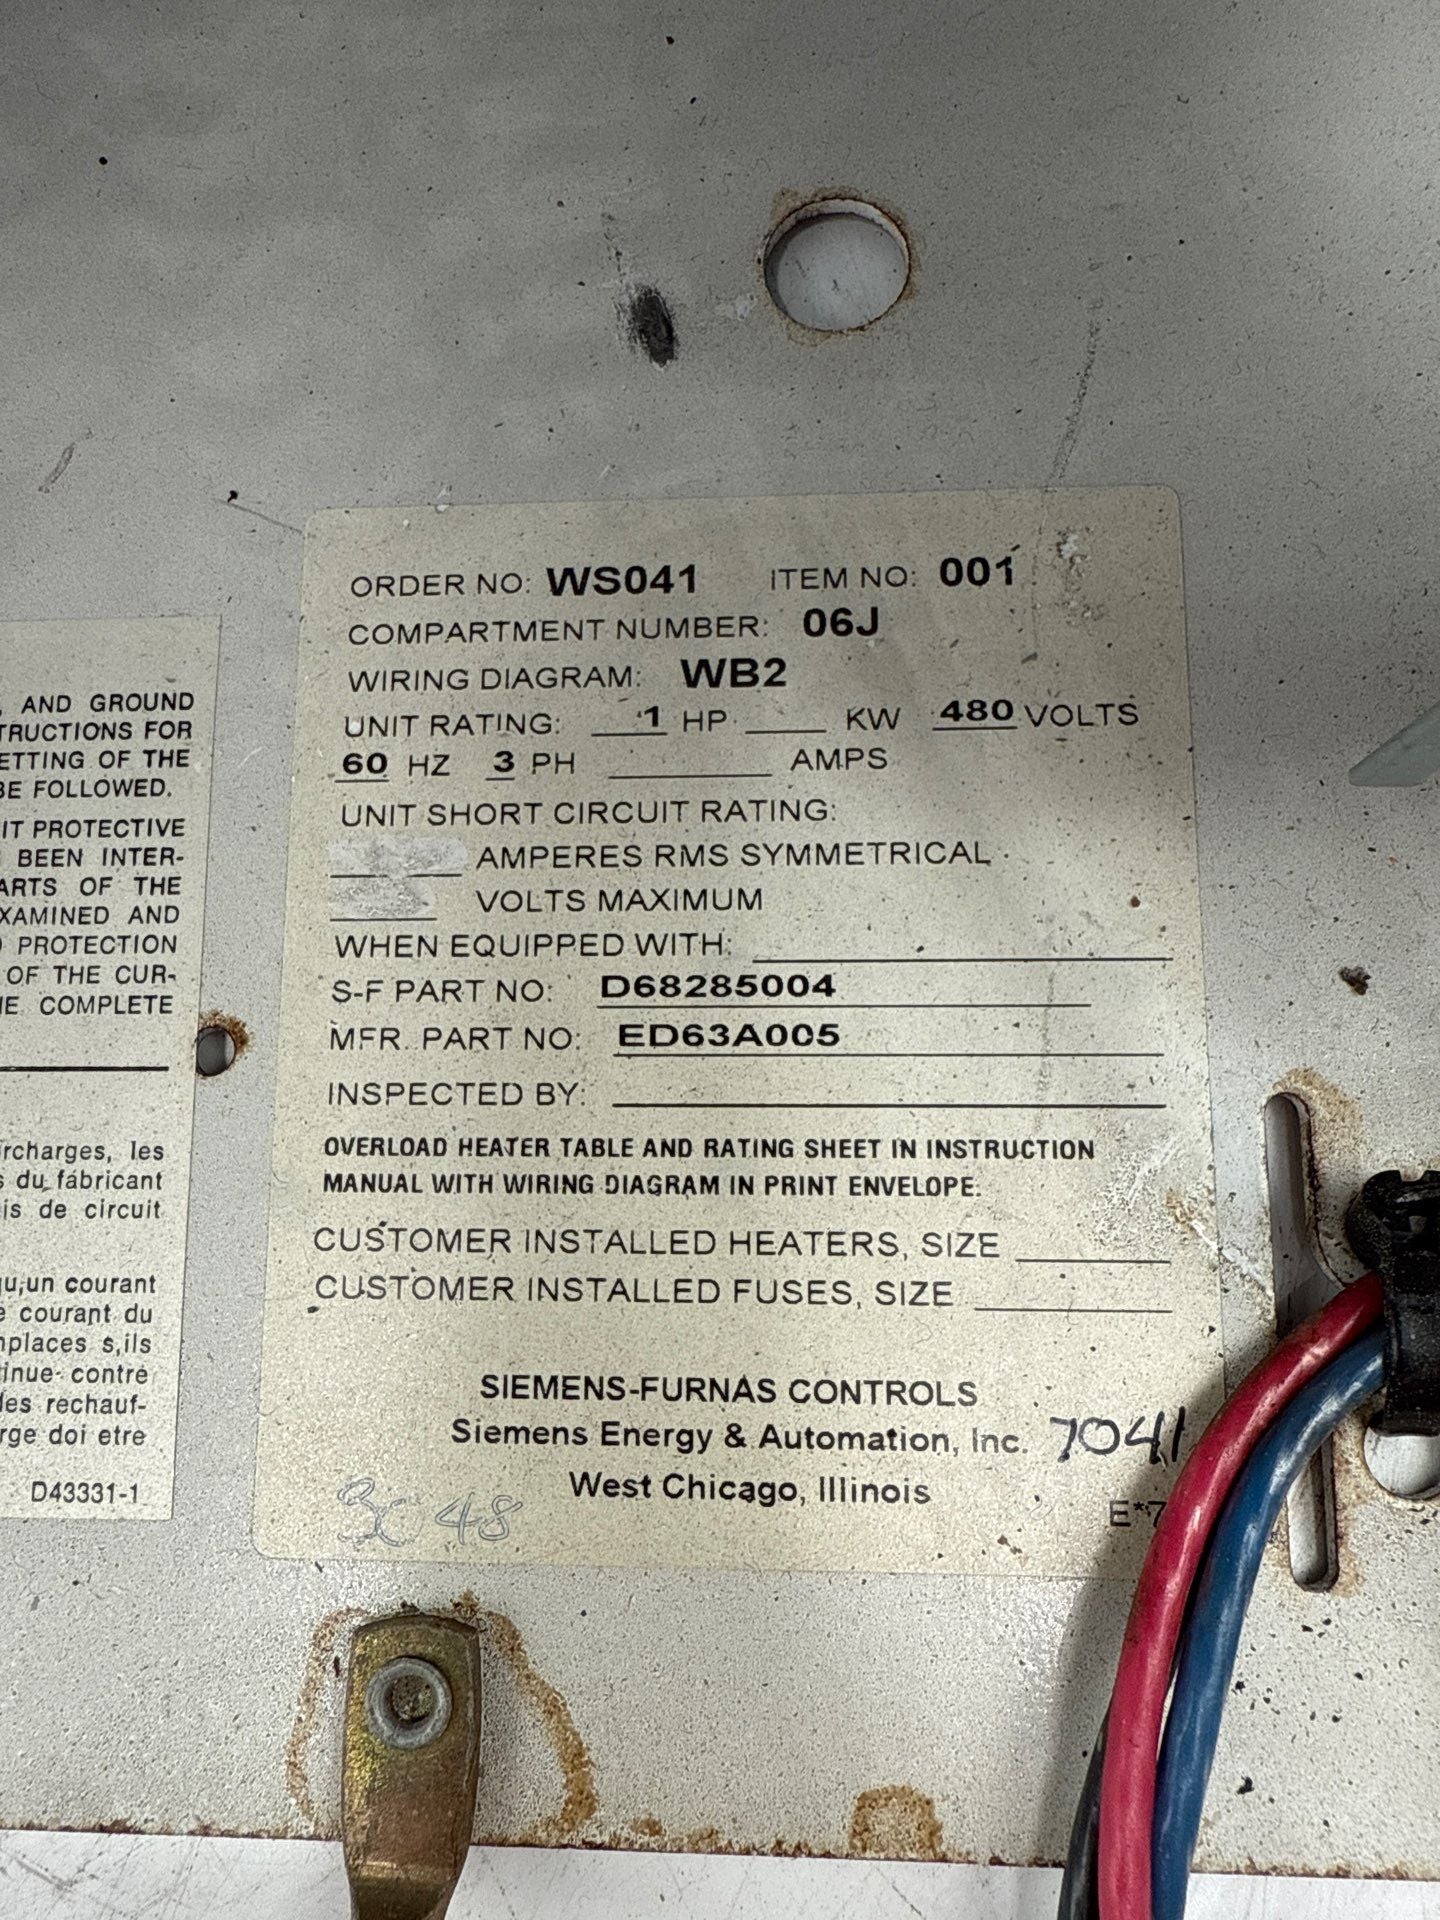 , AND GROUND
TRUCTIONS FOR
ETTING OF THE
BE FOLLOWED.
IT PROTECTIVE
BEEN INTER-
ARTS OF THE
XAMINED AND
PROTECTION
OF THE CUR-
COMPLETE
rcharges, les
s du fabricant
is de circuit
qu,un courant
courant du
nplaces s,ils
tinue contré
les rechauf-
rge doi etre
D43331-1
ORDER NO: WS041 ITEM NO: 001
COMPARTMENT NUMBER: 06J
WIRING DIAGRAM: WB2
UNIT RATING: 1 HP KW 480 VOLTS
60 HZ 3 PH AMPS
UNIT SHORT CIRCUIT RATING:
AMPERES RMS SYMMETRICAL
VOLTS MAXIMUM
WHEN EQUIPPED WITH:
S-F PART NO: D68285004
MFR. PART NO: ED63A005
INSPECTED BY:
OVERLOAD HEATER TABLE AND RATING SHEET IN INSTRUCTION
MANUAL WITH WIRING DIAGRAM IN PRINT ENVELOPE.
CUSTOMER INSTALLED HEATERS, SIZE
CUSTOMER INSTALLED FUSES, SIZE
SIEMENS-FURNAS CONTROLS
Siemens Energy & Automation, Inc. 7041
West Chicago, Illinois
48 E*7